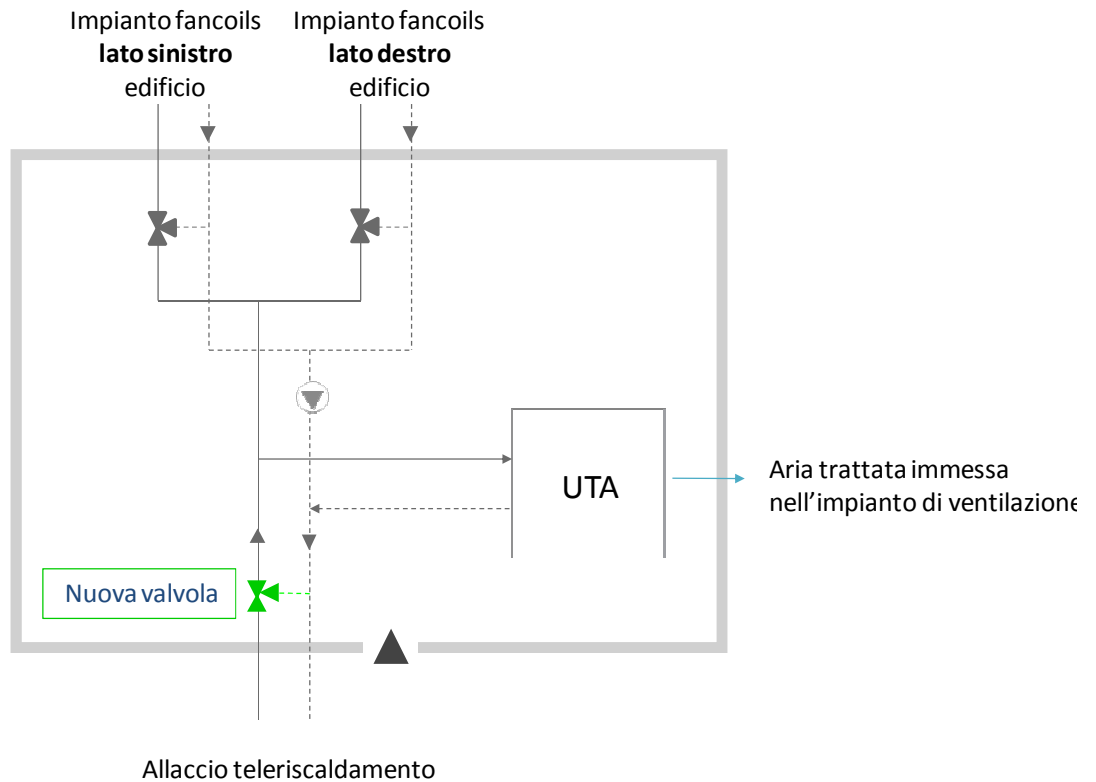 Impianto fancoils
lato sinistro
edificio
Impianto fancoils
lato destro
edificio
UTA
Aria trattata immessa
nell'impianto di ventilazione
Nuova valvola
Allaccio teleriscaldamento